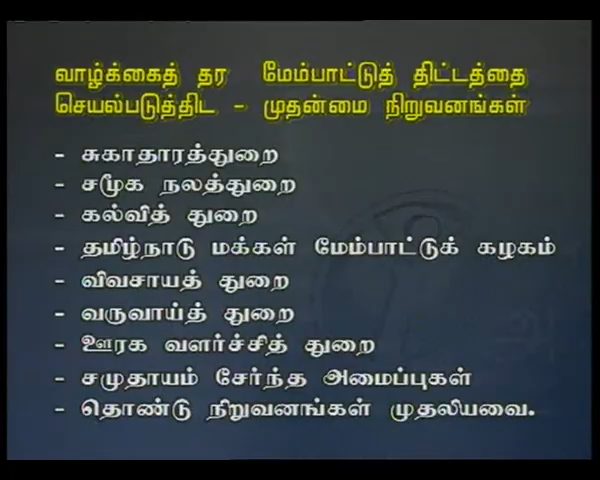 வாழ்க்கைத் தர மேம்பாட்டுத் திட்டத்தை
செயல்படுத்திட - முதன்மை நிறுவனங்கள்
- சுகாதாரத்துறை
- சமூக நலத்துறை
- கல்வித் துறை
- தமிழ்நாடு மக்கள் மேம்பாட்டுக் கழகம்
- விவசாயத் துறை
- வருவாய்த் துறை
- ஊரக வளர்ச்சித் துறை
- சமுதாயம் சேர்ந்த அமைப்புகள்
- தொண்டு நிறுவனங்கள் முதலியவை.